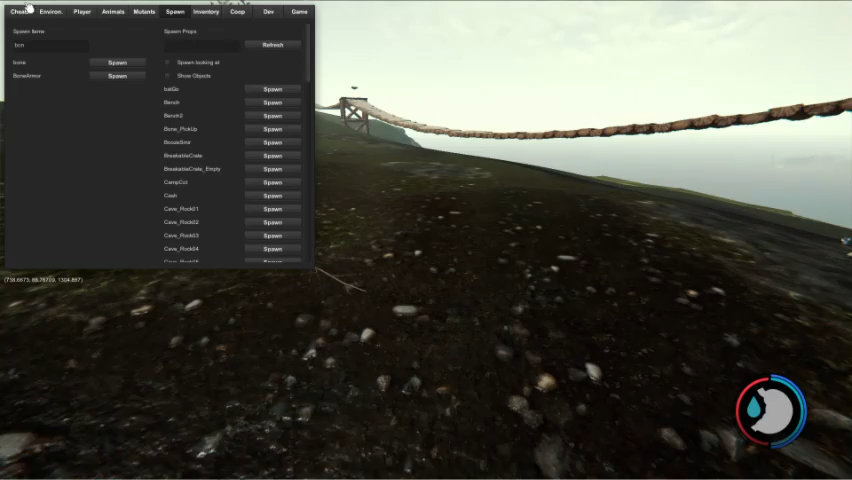 Cheats Environ. Player Animals Mutants Spawn Inventory Coop Dev Game
Spawn Items
Spawn Props:
bon
Refresh
bone Spawn
BoneArmor Spawn
Spawn looking at
Show Objects
Spawn
Bench Spawn
Bench2 Spawn
Bone_PickUp Spawn
Spawn
BreakableCrate Spawn
BreakableCrate_Empty Spawn
CampCot Spawn
Cash Spawn
Cave_Rock01 Spawn
Cave_Rock02 Spawn
Cave_Rock03 Spawn
Cave_Rock04 Spawn